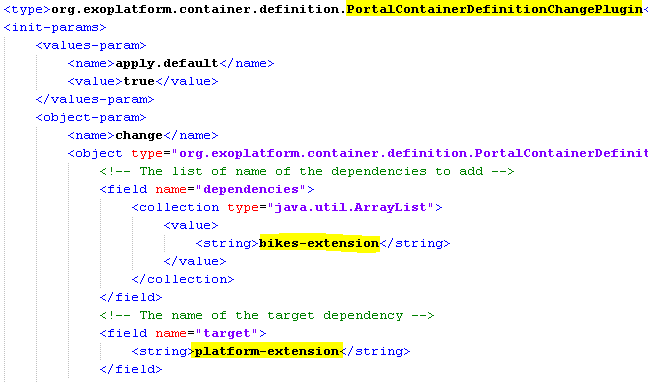 <type>org.exoplatform.container.definition.PortalContainerDefinitionChangePlugin<
<init-params>
<values-param>
<name>apply.default</name>
<value>true</value>
</values-param>
<object-param>
<name>change</name>
<object type="org.exoplatform.container.definition.PortalContainerDefinit
<!-- The list of name of the dependencies to add -->
<field name="dependencies">
<collection type="java.util.ArrayList">
<value>
<string>bikes-extension</string>
</value>
</collection>
</field>
<!-- The name of the target dependency -->
<field name="target">
<string>platform-extension</string>
</field>